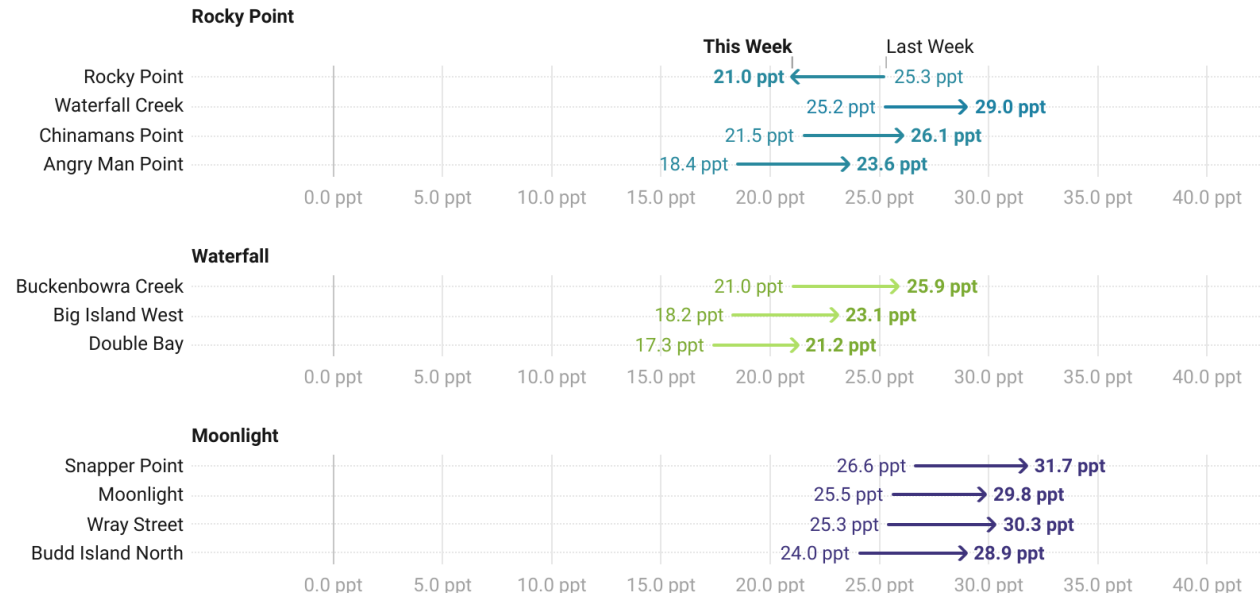 Rocky Point
This Week Last Week
Rocky Point 21.0 ppt 25.3 ppt
Waterfall Creek 25.2 ppt 29.0 ppt
Chinamans Point 21.5 ppt 26.1 ppt
Angry Man Point 18.4 ppt 23.6 ppt
0.0 ppt 5.0 ppt 10.0 ppt 15.0 ppt 20.0 ppt 25.0 ppt 30.0 ppt 35.0 ppt 40.0 ppt
Waterfall
Buckenbowra Creek 21.0 ppt 25.9 ppt
Big Island West 18.2 ppt 23.1 ppt
Double Bay 17.3 ppt 21.2 ppt
0.0 ppt 5.0 ppt 10.0 ppt 15.0 ppt 20.0 ppt 25.0 ppt 30.0 ppt 35.0 ppt 40.0 ppt
Moonlight
Snapper Point 26.6 ppt 31.7 ppt
Moonlight 25.5 ppt 29.8 ppt
Wray Street 25.3 ppt 30.3 ppt
Budd Island North 24.0 ppt 28.9 ppt
0.0 ppt 5.0 ppt 10.0 ppt 15.0 ppt 20.0 ppt 25.0 ppt 30.0 ppt 35.0 ppt 40.0 ppt